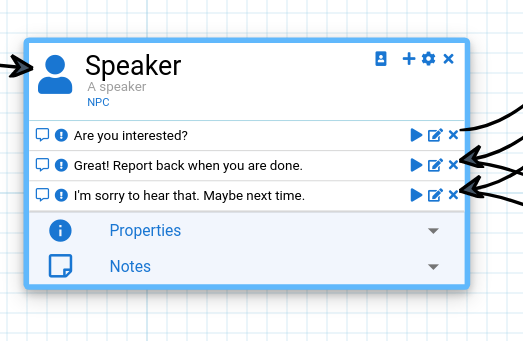 Speaker
A speaker
NPC
Are you interested?
Great! Report back when you are done.
I'm sorry to hear that. Maybe next time.
Properties
Notes